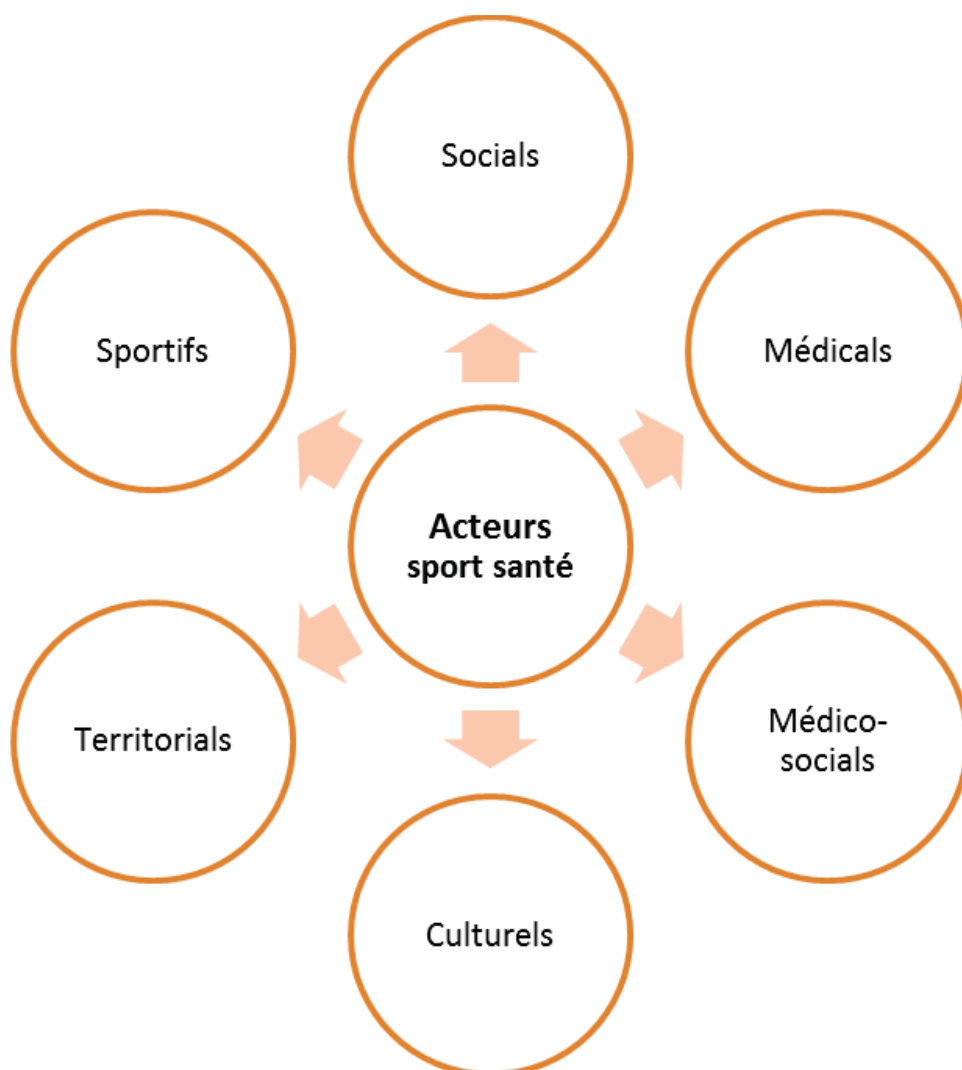 Socials
Sportifs
Médicals
Acteurs
sport santé
Territorials
Médico-
socials
Culturels